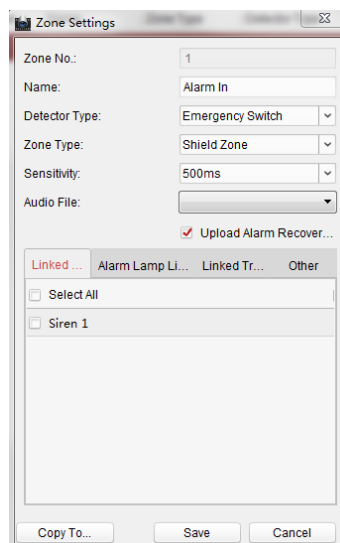 Zone Settings
Zone No.: 1
Name: Alarm In
Detector Type: Emergency Switch
Zone Type: Shield Zone
Sensitivity: 500ms
Audio File:
Upload Alarm Recover...
Linked ... Alarm Lamp Li... Linked Tr... Other
Select All
Siren 1
Copy To... Save Cancel